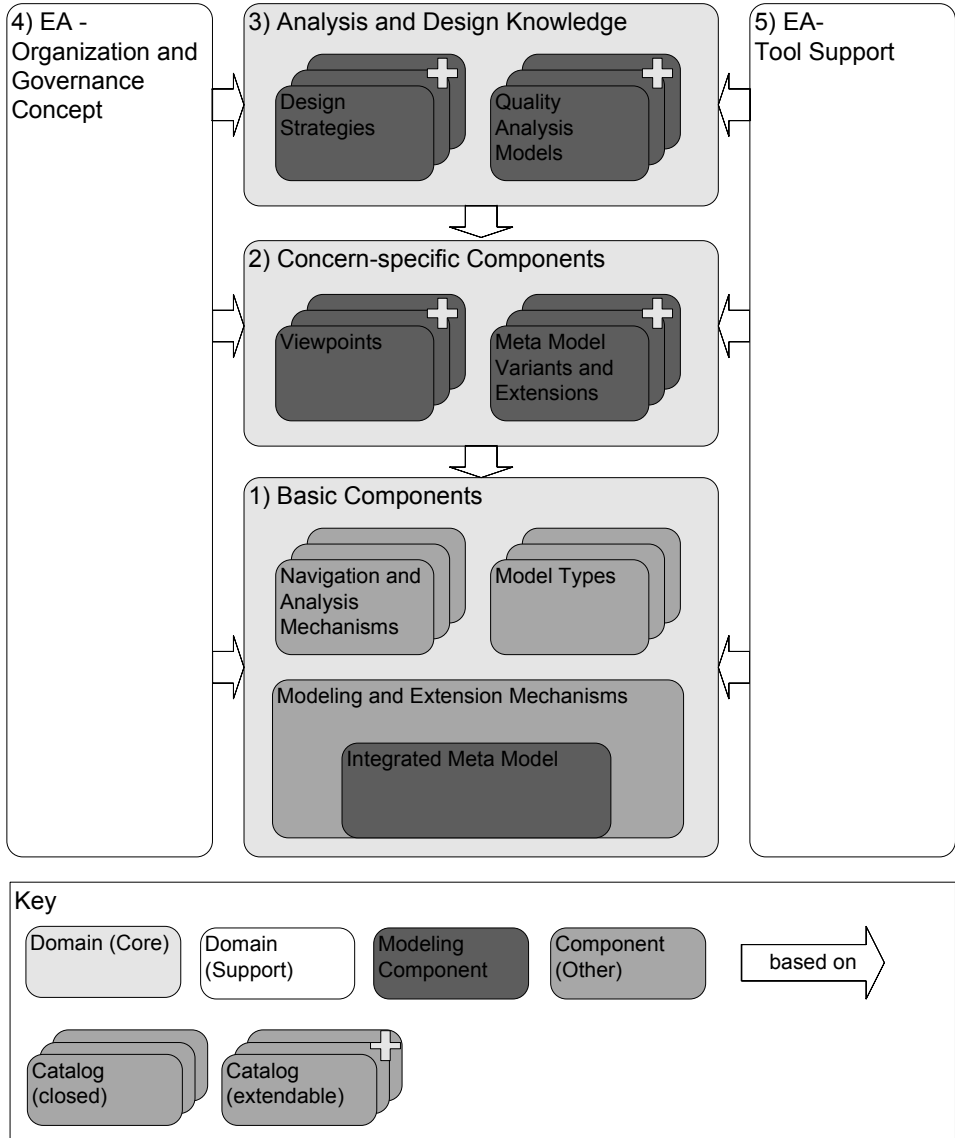 4) EA -
Organization and
Governance
Concept
3) Analysis and Design Knowledge
Design
Strategies
Quality
Analysis
Models
5) EA-
Tool Support
2) Concern-specific Components
Viewpoints
Meta Model
Variants and
Extensions
1) Basic Components
Navigation and
Analysis
Mechanisms
Model Types
Modeling and Extension Mechanisms
Integrated Meta Model
Key
Domain (Core)
Domain
(Support)
Modeling
Component
Component
(Other)
based on
Catalog
(closed)
Catalog
(extendable)